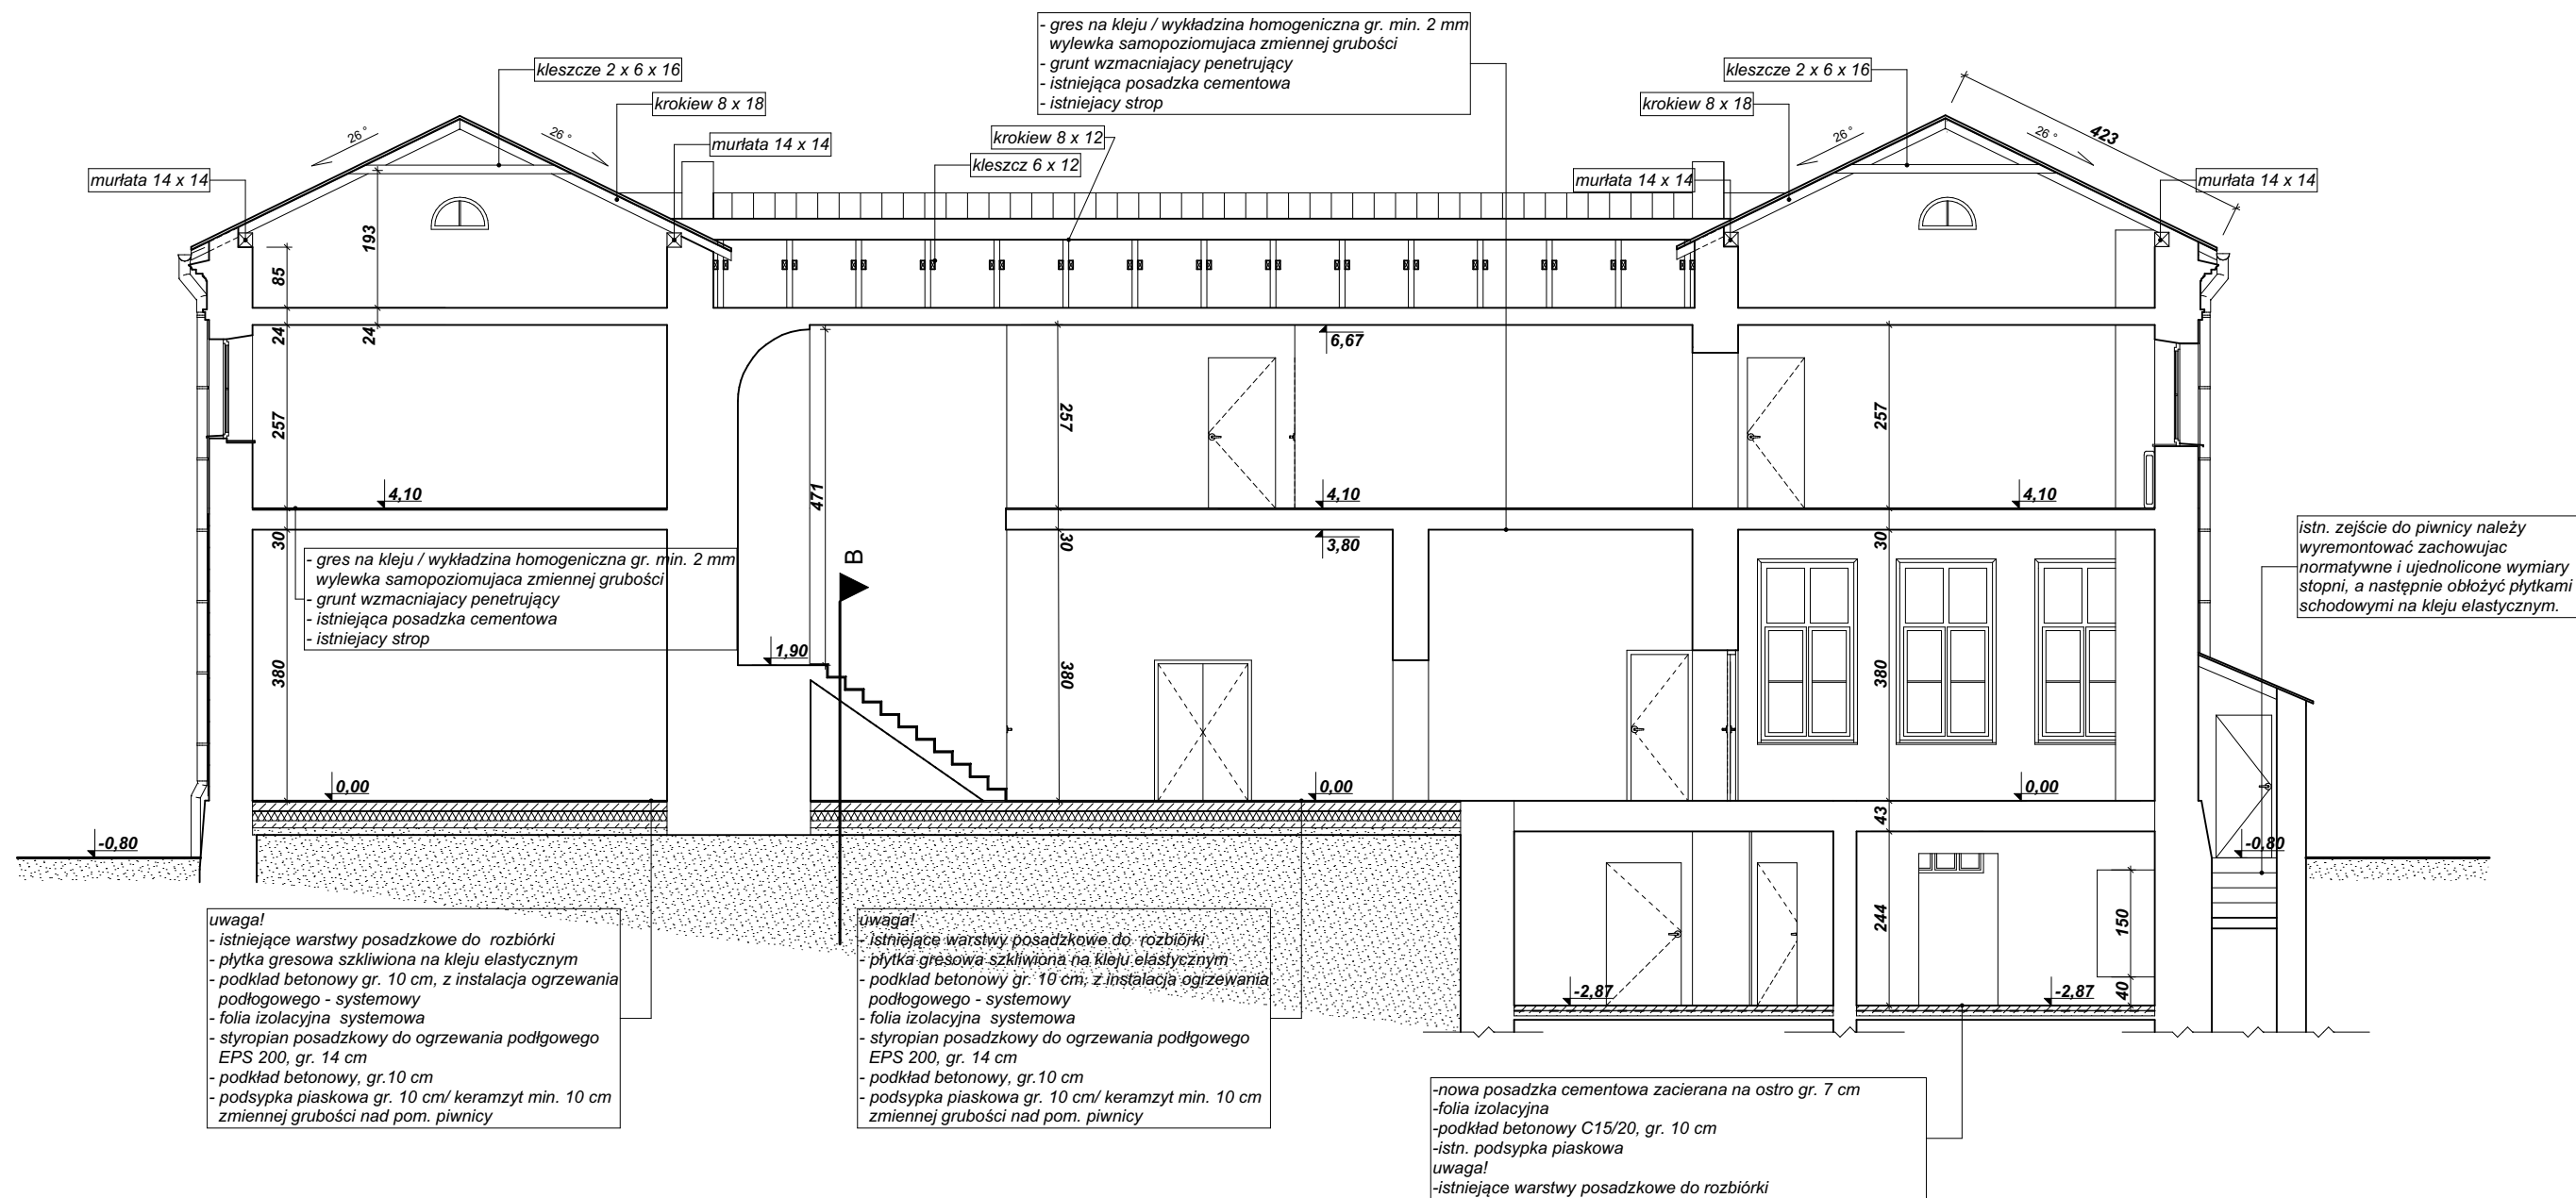 - gres na kleju / wykładzina homogeniczna gr. min. 2 mm
wylewka samopoziomujaca zmiennej grubości
- grunt wzmacniajacy penetrujący
- istniejąca posadzka cementowa
- istniejacy strop
kleszcze 2 x 6 x 16
krokiew 8 x 18
murłata 14 x 14
murłata 14 x 14
krokiew 8 x 12
kleszcz 6 x 12
kleszcze 2 x 6 x 16
krokiew 8 x 18
murłata 14 x 14
murłata 14 x 14
26 °
26 °
26 °
26 °
423
193
85
24
24
257
257
257
6,67
471
4,10
4,10
4,10
30
30
30
3,80
- gres na kleju / wykładzina homogeniczna gr. min. 2 mm
wylewka samopoziomujaca zmiennej grubości
- grunt wzmacniajacy penetrujący
- istniejąca posadzka cementowa
- istniejacy strop
B
istn. zejście do piwnicy należy
wyremontować zachowujac
normatywne i ujednolicone wymiary
stopni, a następnie obłożyć płytkami
schodowymi na kleju elastycznym.
1,90
380
380
380
0,00
0,00
0,00
43
-0,80
-0,80
244
150
40
-2,87
-2,87
uwaga!
- istniejące warstwy posadzkowe do rozbiórki
- płytka gresowa szkliwiona na kleju elastycznym
- podklad betonowy gr. 10 cm, z instalacja ogrzewania
podłogowego - systemowy
- folia izolacyjna systemowa
- styropian posadzkowy do ogrzewania podłgowego
EPS 200, gr. 14 cm
- podkład betonowy, gr.10 cm
- podsypka piaskowa gr. 10 cm/ keramzyt min. 10 cm
zmiennej grubości nad pom. piwnicy
uwaga!
- istniejące warstwy posadzkowe do rozbiórki
- płytka gresowa szkliwiona na kleju elastycznym
- podklad betonowy gr. 10 cm, z instalacja ogrzewania
podłogowego - systemowy
- folia izolacyjna systemowa
- styropian posadzkowy do ogrzewania podłgowego
EPS 200, gr. 14 cm
- podkład betonowy, gr.10 cm
- podsypka piaskowa gr. 10 cm/ keramzyt min. 10 cm
zmiennej grubości nad pom. piwnicy
-nowa posadzka cementowa zacierana na ostro gr. 7 cm
-folia izolacyjna
-podkład betonowy C15/20, gr. 10 cm
-istn. podsypka piaskowa
uwaga!
-istniejące warstwy posadzkowe do rozbiórki